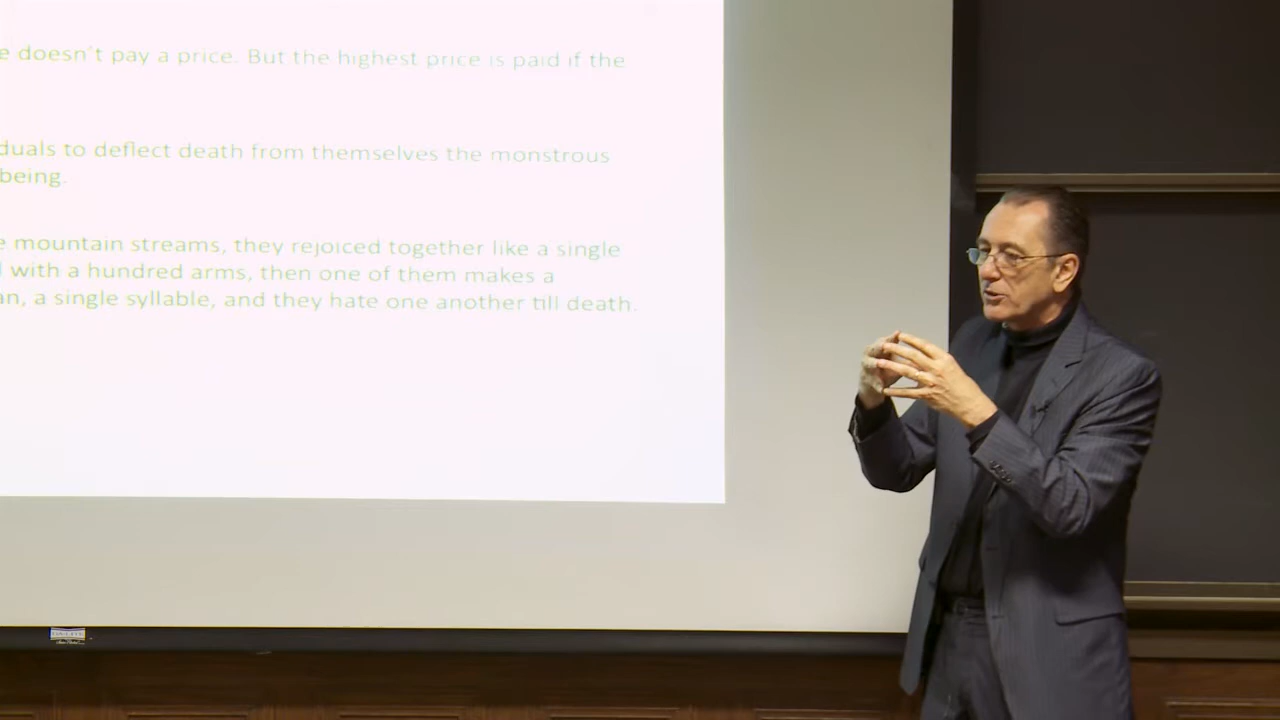 e doesn't pay a price. But the highest price is paid if the
duals to deflect death from themselves the monstrous
being.
e mountain streams, they rejoiced together like a single
l with a hundred arms, then one of them makes a
an, a single syllable, and they hate one another till death.
DA-LITE